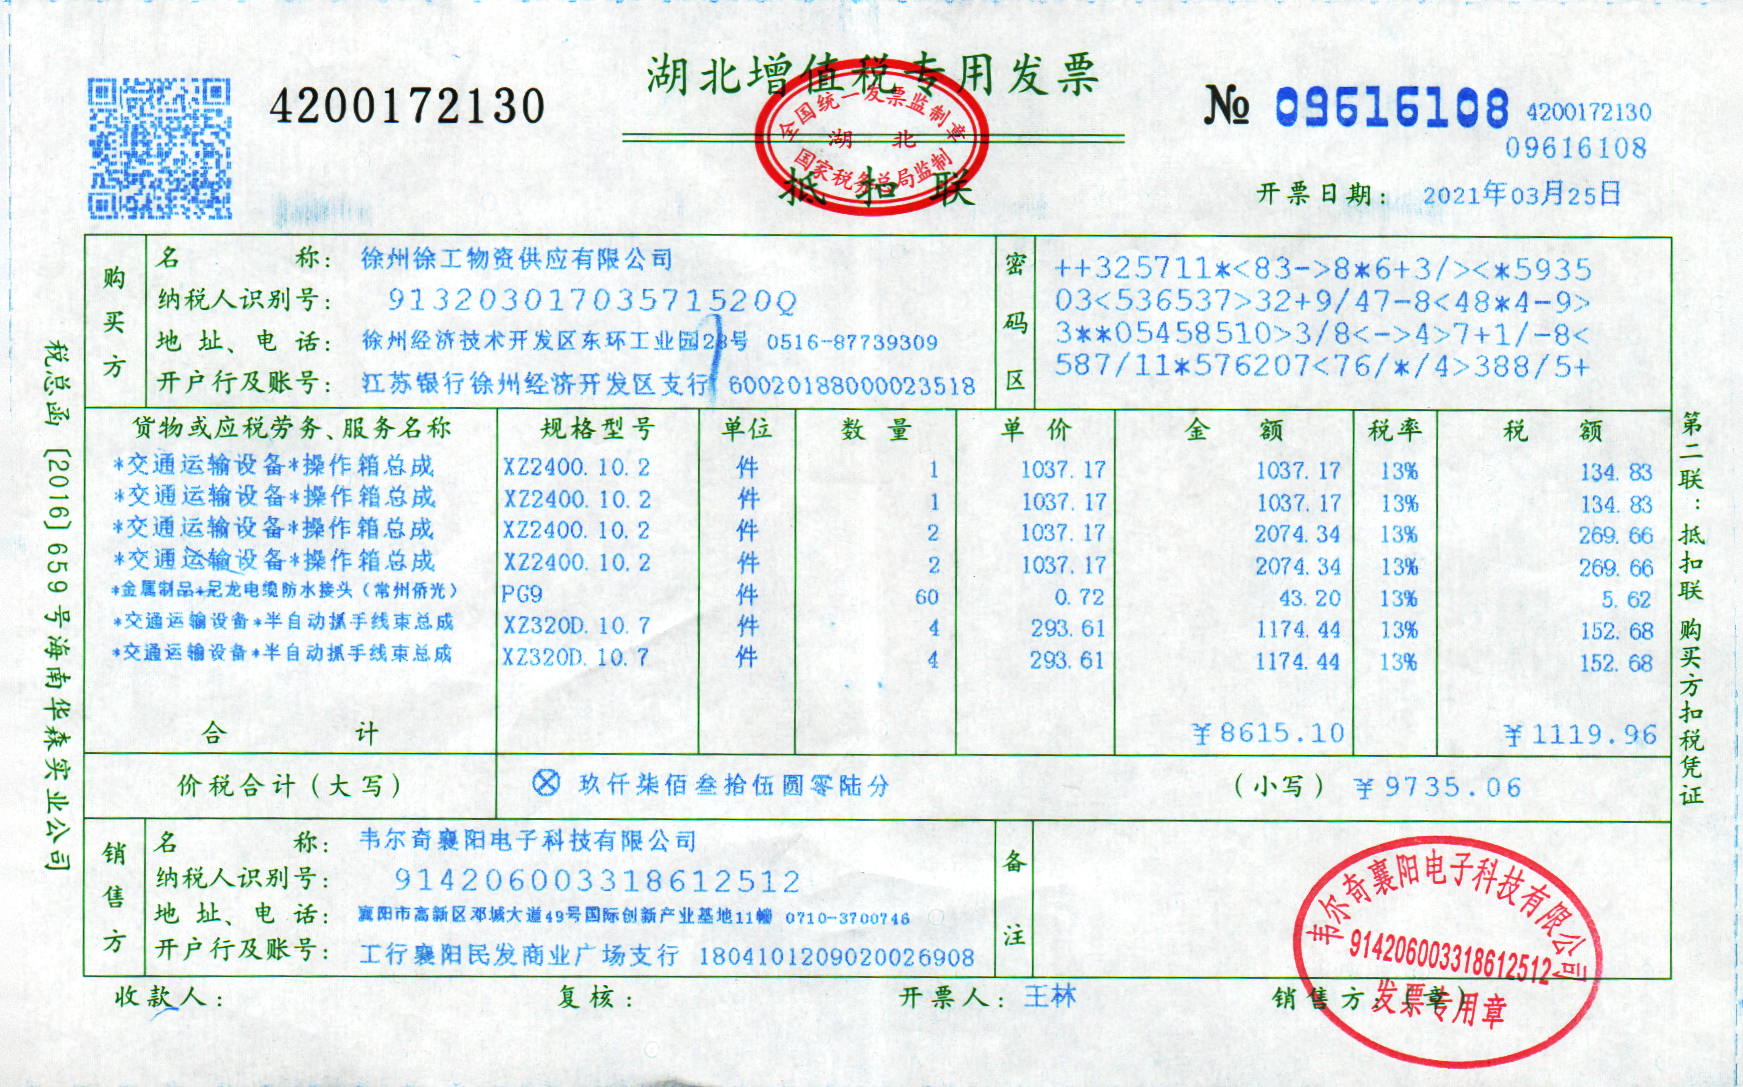 湖北增值税专用发票
4200172130
№ 09616108 4200172130
09616108
全国统一发票监制章
湖 北
国家税务总局监制
抵 扣 联
开票日期： 2021年03月25日
购买方
名 称： 徐州徐工物资供应有限公司
纳税人识别号： 91320301703571520Q
地 址、电 话： 徐州经济技术开发区东环工业园28号 0516-87739309
开户行及账号： 江苏银行徐州经济开发区支行 60020188000023518
密码区
++325711*<83->8*6+3/><*5935
03<536537>32+9/47-8<48*4-9>
3**05458510>3/8<->4>7+1/-8<
587/11*576207<76/*/4>388/5+
货物或应税劳务、服务名称 规格型号 单位 数 量 单 价 金 额 税率 税 额
*交通运输设备*操作箱总成 XZ2400.10.2 件 1 1037.17 1037.17 13% 134.83
*交通运输设备*操作箱总成 XZ2400.10.2 件 1 1037.17 1037.17 13% 134.83
*交通运输设备*操作箱总成 XZ2400.10.2 件 2 1037.17 2074.34 13% 269.66
*交通运输设备*操作箱总成 XZ2400.10.2 件 2 1037.17 2074.34 13% 269.66
*金属制品*尼龙电缆防水接头（常州侨光） PG9 件 60 0.72 43.20 13% 5.62
*交通运输设备*半自动抓手线束总成 XZ320D.10.7 件 4 293.61 1174.44 13% 152.68
*交通运输设备*半自动抓手线束总成 XZ320D.10.7 件 4 293.61 1174.44 13% 152.68
合 计 ￥8615.10 ￥1119.96
价税合计（大写） ⊗ 玖仟柒佰叁拾伍圆零陆分 （小写） ￥9735.06
销售方
名 称： 韦尔奇襄阳电子科技有限公司
纳税人识别号： 914206003318612512
地 址、电 话： 襄阳市高新区邓城大道49号国际创新产业基地11幢 0710-3700746
开户行及账号： 工行襄阳民发商业广场支行 1804101209020026908
备注
韦尔奇襄阳电子科技有限公司
914206003318612512
发票专用章
收款人： 复核： 开票人：王林 销售方：（章）
税总函〔2016〕659号海南华森实业公司
第二联：抵扣联 购买方扣税凭证